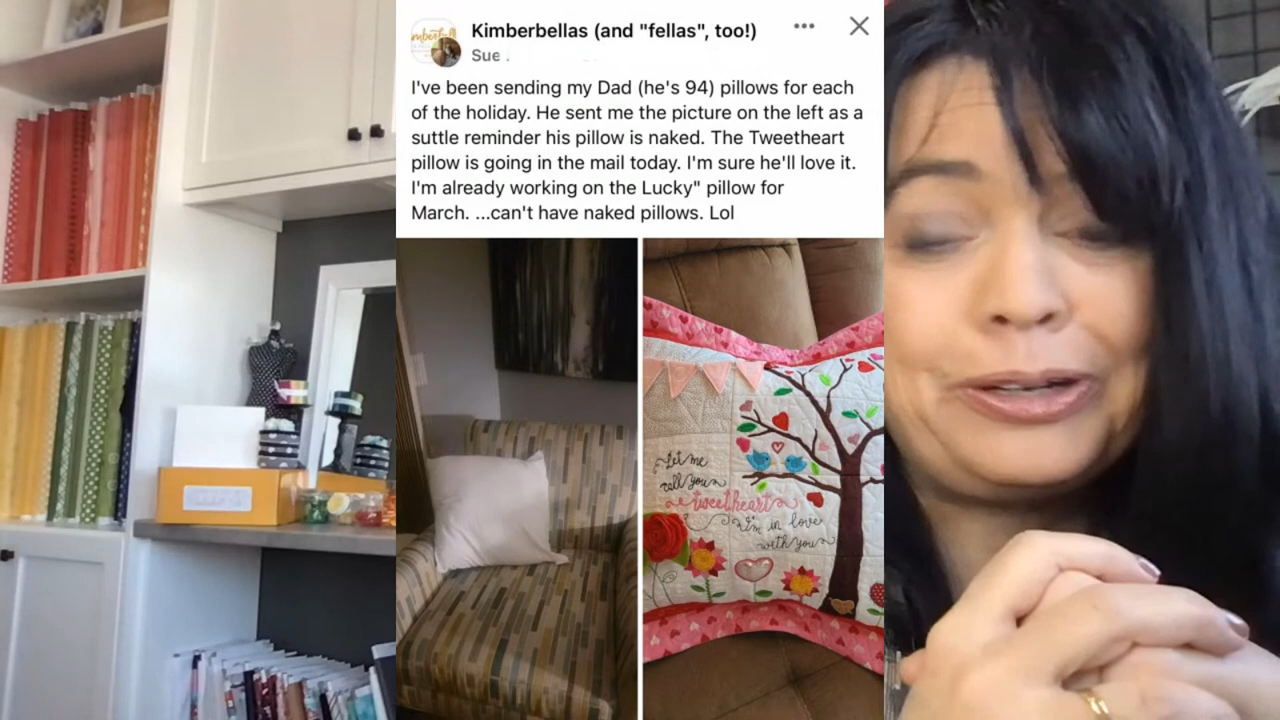 Kimberbellas (and "fellas", too!)
Sue
I've been sending my Dad (he's 94) pillows for each
of the holiday. He sent me the picture on the left as a
suttle reminder his pillow is naked. The Tweetheart
pillow is going in the mail today. I'm sure he'll love it.
I'm already working on the Lucky" pillow for
March. ...can't have naked pillows. Lol
Let me
call you
tweetheart
I'm in love
with you